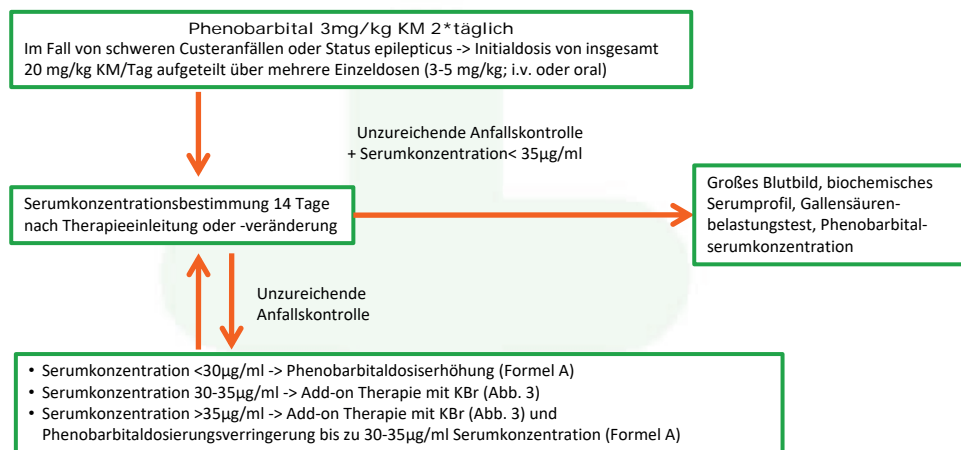 Phenobarbital 3mg/kg KM 2*täglich
Im Fall von schweren Custeranfällen oder Status epilepticus -> Initialdosis von insgesamt
20 mg/kg KM/Tag aufgeteilt über mehrere Einzeldosen (3-5 mg/kg; i.v. oder oral)
Unzureichende Anfallskontrolle
+ Serumkonzentration< 35µg/ml
Serumkonzentrationsbestimmung 14 Tage
nach Therapieeinleitung oder -veränderung
Großes Blutbild, biochemisches
Serumprofil, Gallensäuren-
belastungstest, Phenobarbital-
serumkonzentration
Unzureichende
Anfallskontrolle
• Serumkonzentration <30µg/ml -> Phenobarbitaldosiserhöhung (Formel A)
• Serumkonzentration 30-35µg/ml -> Add-on Therapie mit KBr (Abb. 3)
• Serumkonzentration >35µg/ml -> Add-on Therapie mit KBr (Abb. 3) und
Phenobarbitaldosierungsverringerung bis zu 30-35µg/ml Serumkonzentration (Formel A)